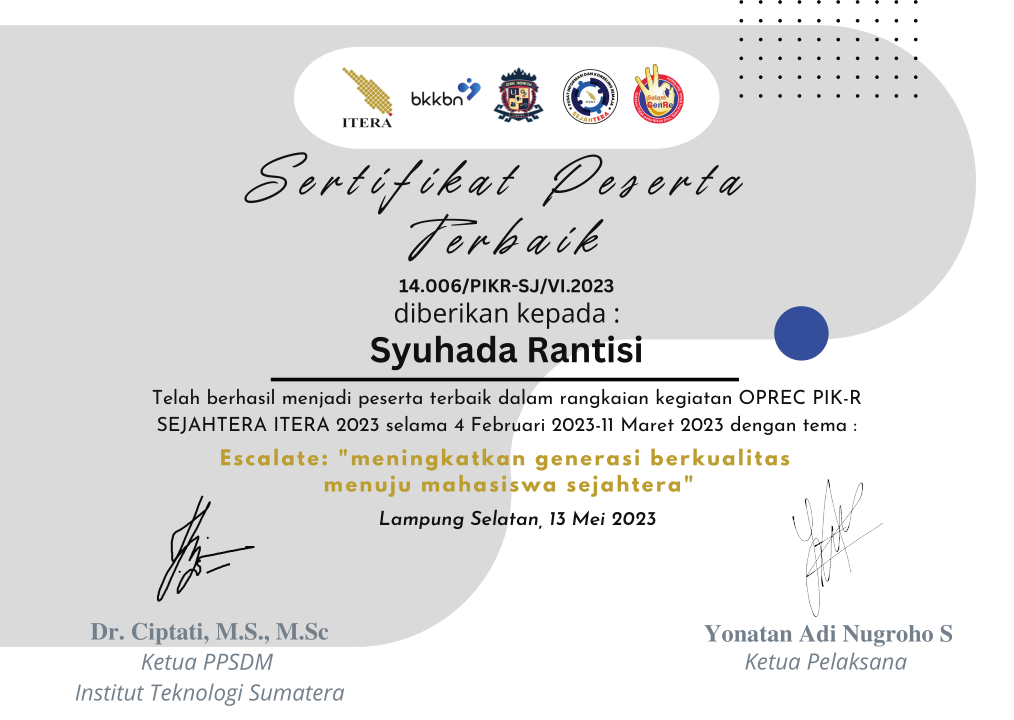 ITERA
bkkbn
SEJAHTERA
Salam
GenRe
Sertifikat Peserta
Terbaik
14.006/PIKR-SJ/VI.2023
diberikan kepada :
Syuhada Rantisi
Telah berhasil menjadi peserta terbaik dalam rangkaian kegiatan OPREC PIK-R
SEJAHTERA ITERA 2023 selama 4 Februari 2023-11 Maret 2023 dengan tema :
Escalate: "meningkatkan generasi berkualitas
menuju mahasiswa sejahtera"
Lampung Selatan, 13 Mei 2023
Dr. Ciptati, M.S., M.Sc
Ketua PPSDM
Institut Teknologi Sumatera
Yonatan Adi Nugroho S
Ketua Pelaksana